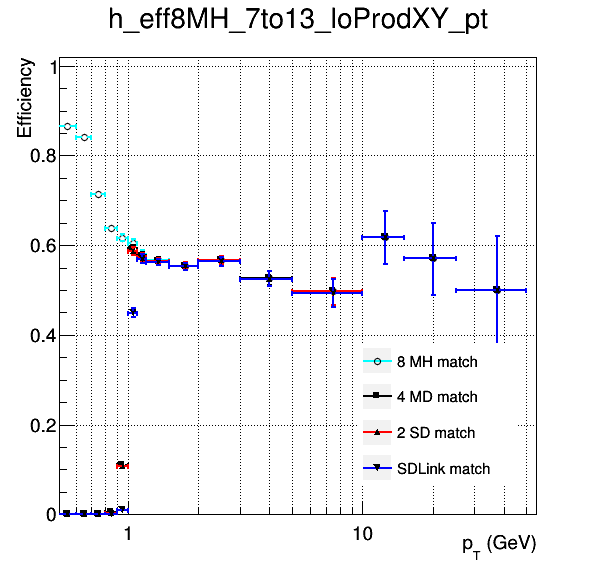 h_eff8MH_7to13_loProdXY_pt
Efficiency
1
0.8
0.6
0.4
0.2
0
8 MH match
4 MD match
2 SD match
SDLink match
1
10
p_T (GeV)